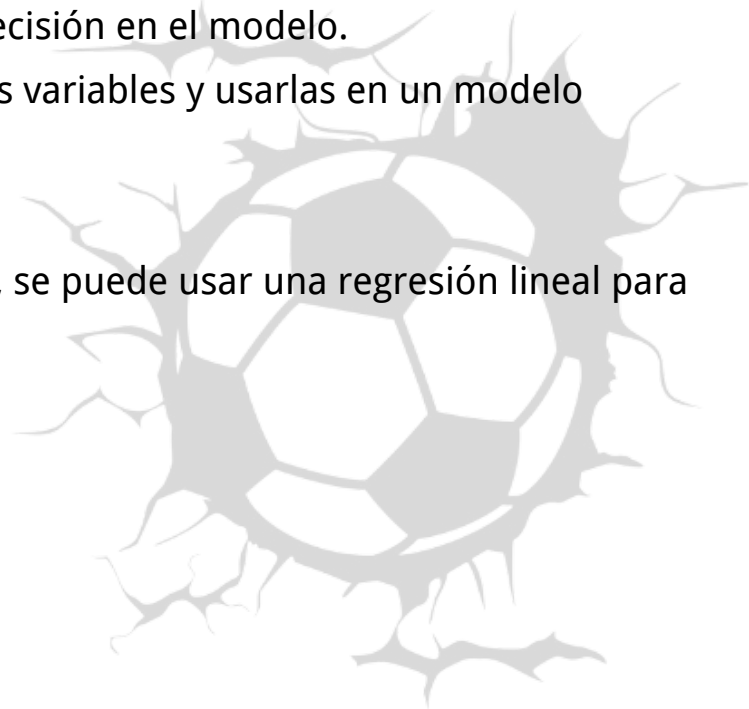 ecisión en el modelo.
s variables y usarlas en un modelo
, se puede usar una regresión lineal para